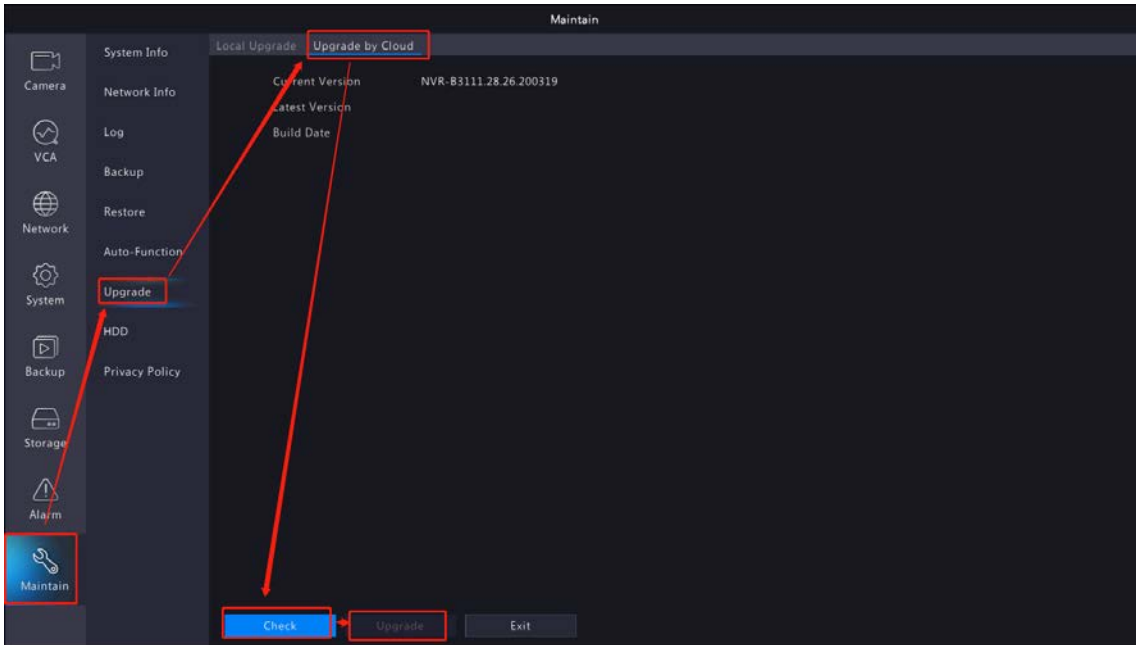 Maintain
Camera
VCA
Network
System
Backup
Storage
Alarm
Maintain
System Info
Network Info
Log
Backup
Restore
Auto-Function
Upgrade
HDD
Privacy Policy
Local Upgrade Upgrade by Cloud
Current Version NVR-B3111.28.26.200319
Latest Version
Build Date
Check Upgrade Exit